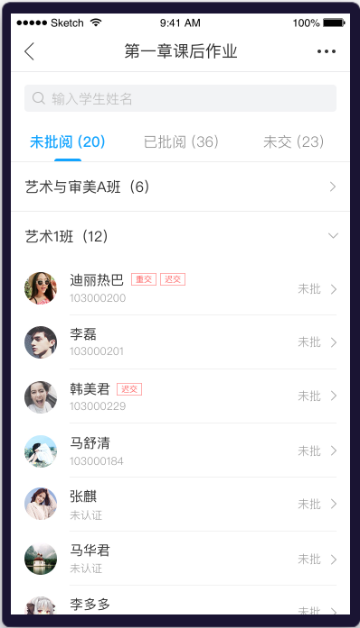 Sketch 9:41 AM 100%
第一章课后作业
输入学生姓名
未批阅 (20) 已批阅 (36) 未交 (23)
艺术与审美A班（6）
艺术1班（12）
迪丽热巴 重交 迟交
103000200 未批
李磊
103000201 未批
韩美君 迟交
103000229 未批
马舒清
103000184 未批
张麒
未认证 未批
马华君
未认证 未批
李多多
未批